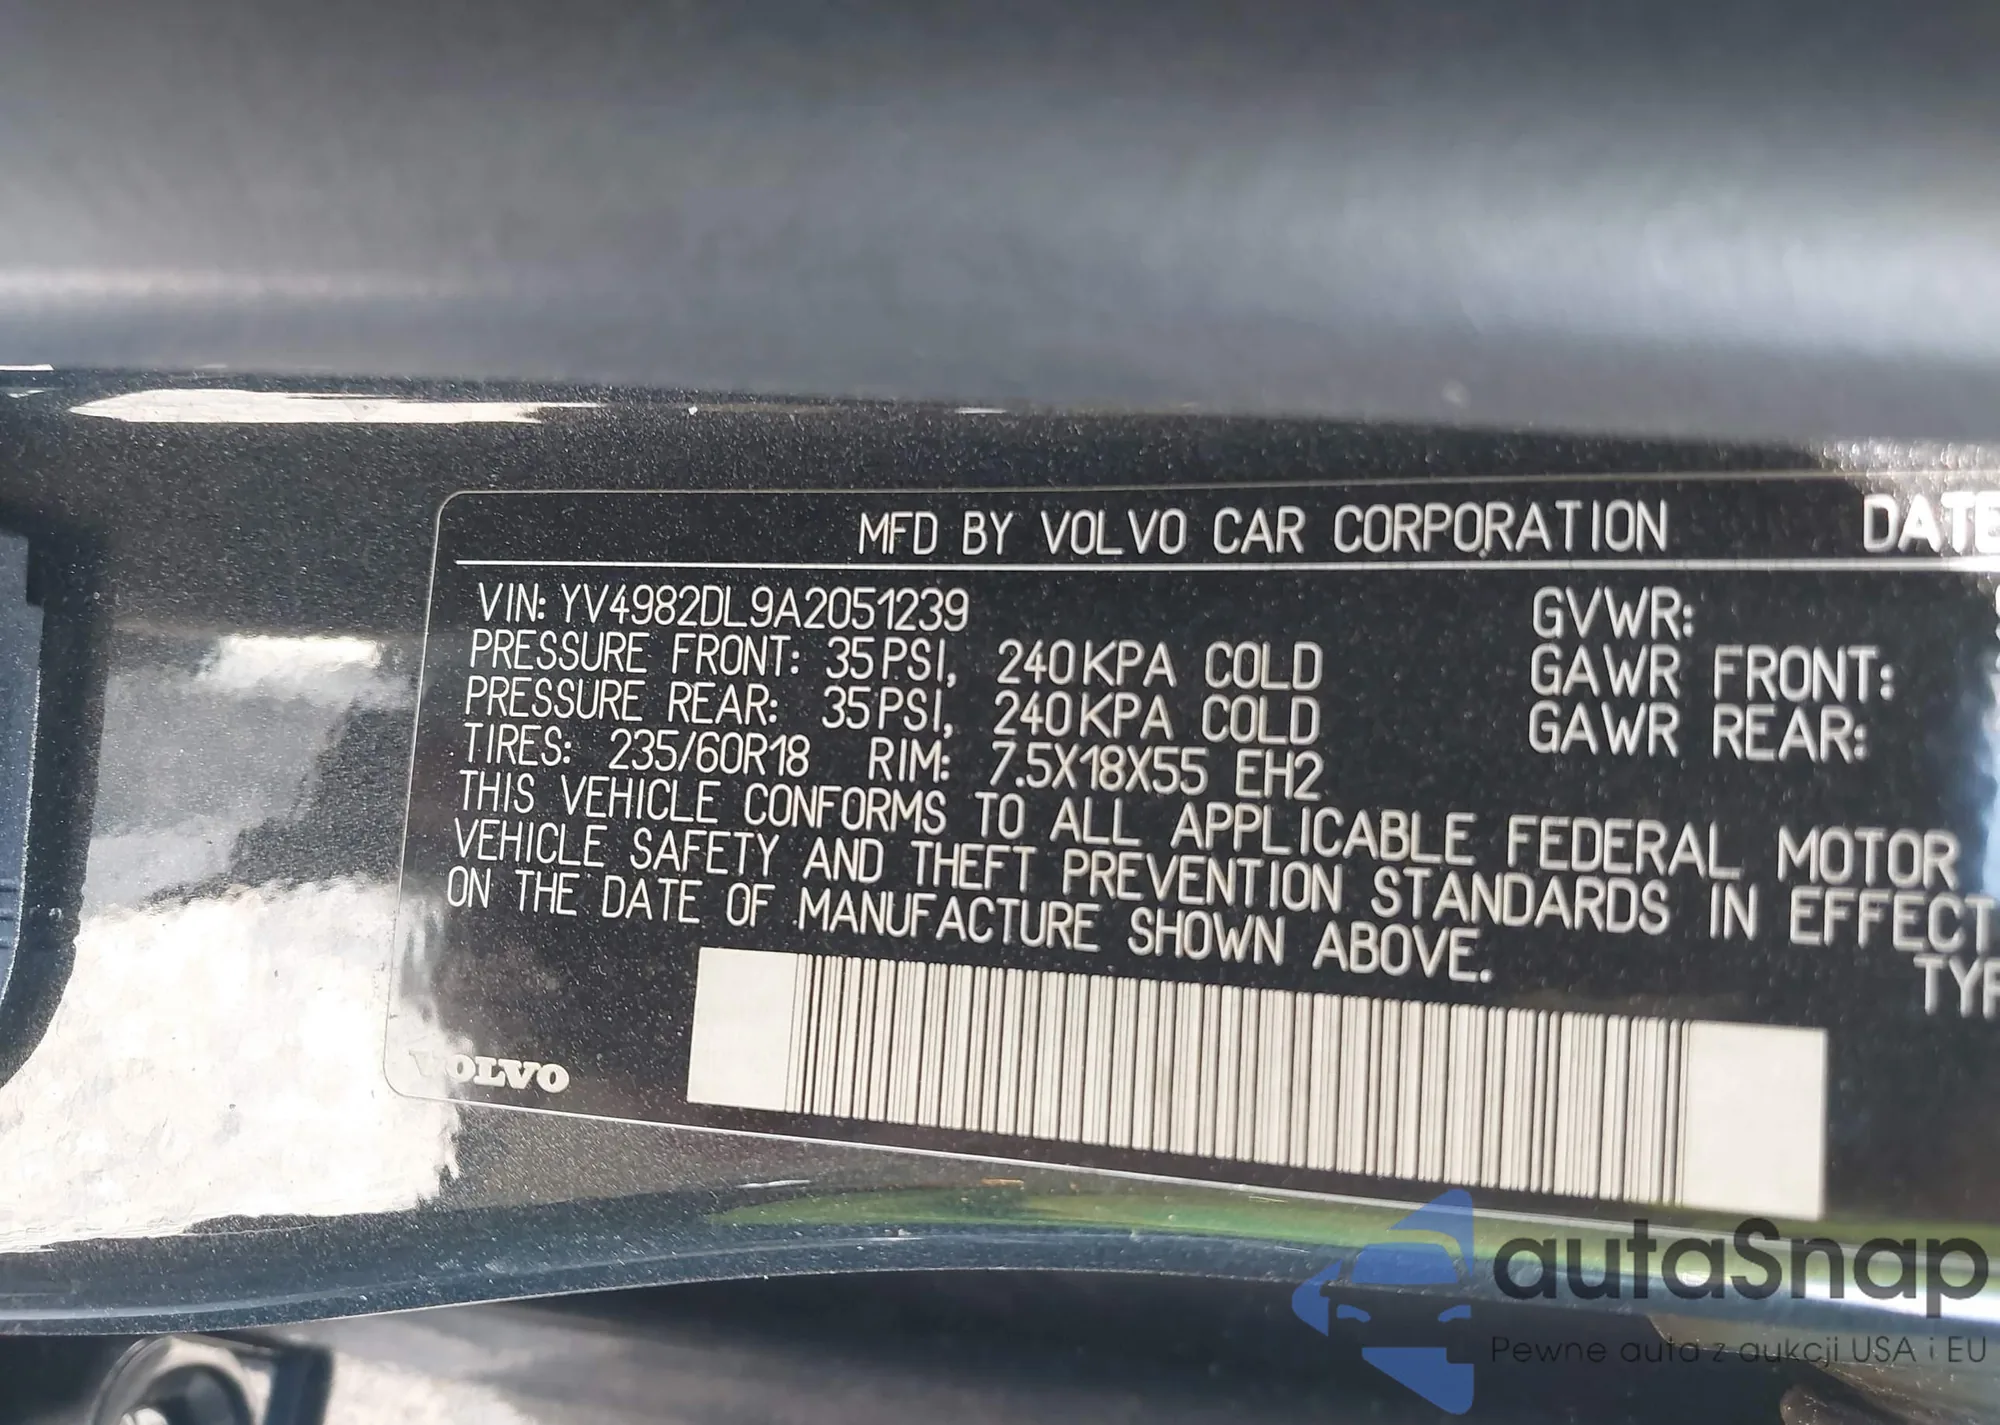 MFD BY VOLVO CAR CORPORATION DATE
VIN: YV4982DL9A2051239 GVWR:
PRESSURE FRONT: 35PSI, 240KPA COLD GAWR FRONT:
PRESSURE REAR: 35PSI, 240KPA COLD GAWR REAR:
TIRES: 235/60R18 RIM: 7.5X18X55 EH2
THIS VEHICLE CONFORMS TO ALL APPLICABLE FEDERAL MOTOR
VEHICLE SAFETY AND THEFT PREVENTION STANDARDS IN EFFECT
ON THE DATE OF MANUFACTURE SHOWN ABOVE.
VOLVO
autaSnap
Pewne auta z aukcji USA i EU